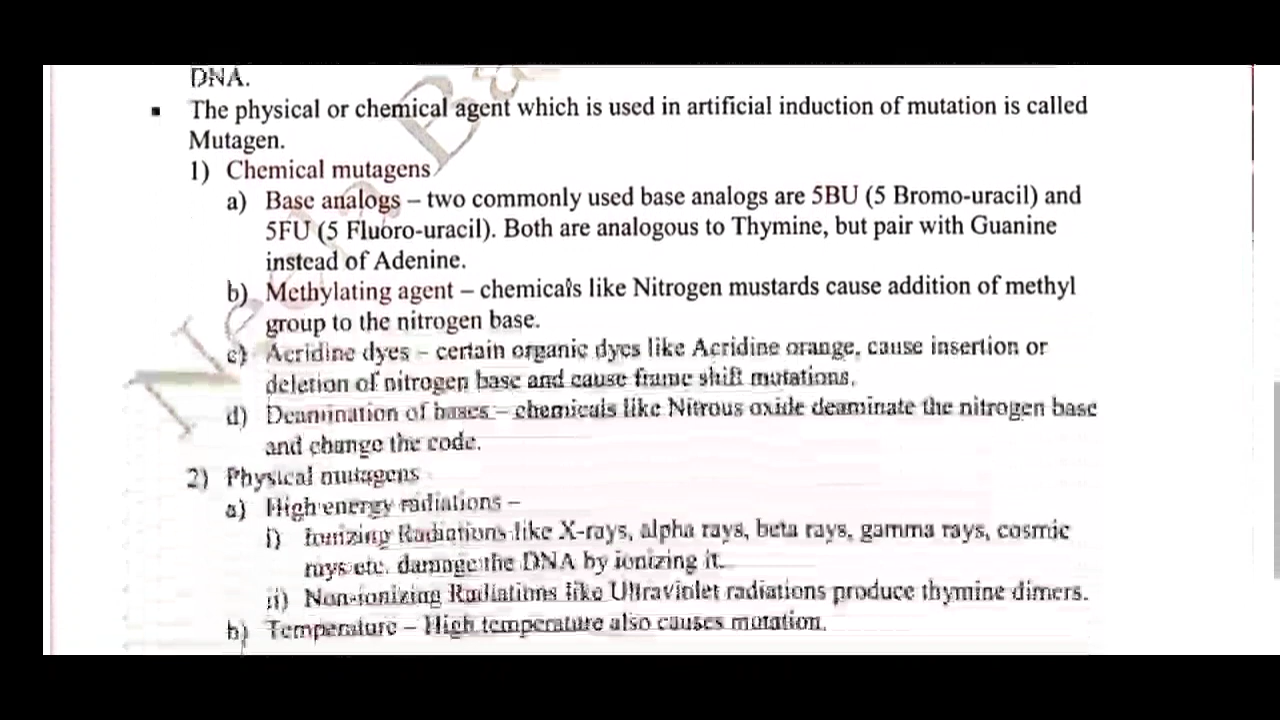 DNA.
▪ The physical or chemical agent which is used in artificial induction of mutation is called
Mutagen.
1) Chemical mutagens
a) Base analogs – two commonly used base analogs are 5BU (5 Bromo-uracil) and
5FU (5 Fluoro-uracil). Both are analogous to Thymine, but pair with Guanine
instead of Adenine.
b) Methylating agent – chemicals like Nitrogen mustards cause addition of methyl
group to the nitrogen base.
c) Acridine dyes – certain organic dyes like Acridine orange, cause insertion or
deletion of nitrogen base and cause frame shift mutations.
d) Deamination of bases – chemicals like Nitrous oxide deaminate the nitrogen base
and change the code.
2) Physical mutagens
a) High energy radiations –
i) Ionizing Radiations like X-rays, alpha rays, beta rays, gamma rays, cosmic
rays etc. damage the DNA by ionizing it.
ii) Non-ionizing Radiations like Ultraviolet radiations produce thymine dimers.
b) Temperature – High temperature also causes mutation.